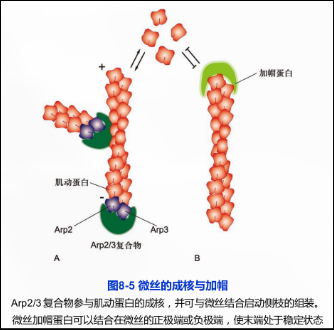 +
加帽蛋白
肌动蛋白
-
Arp2
Arp3
Arp2/3复合物
A
B
图8-5 微丝的成核与加帽
Arp2/3复合物参与肌动蛋白的成核，并可与微丝结合启动侧枝的组装。
微丝加帽蛋白可以结合在微丝的正极端或负极端，使末端处于稳定状态